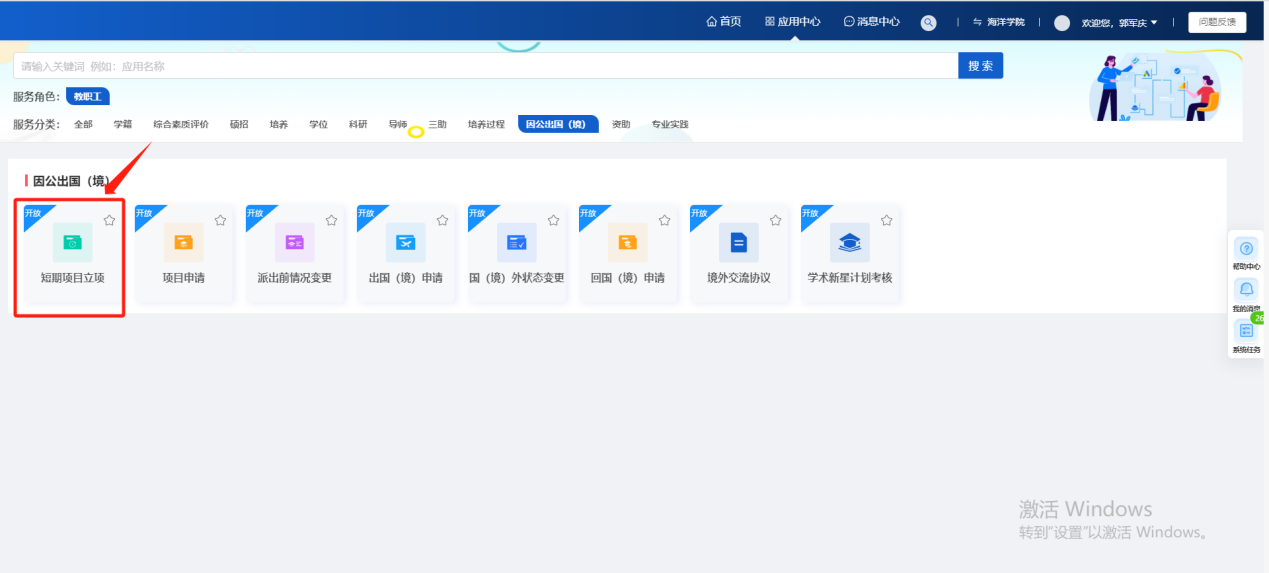 首页 应用中心 消息中心 海洋学院 欢迎您，郭军庆 问题反馈
请输入关键词 例如：应用名称 搜索
服务角色： 教职工
服务分类： 全部 学籍 综合素质评价 硕招 培养 学位 科研 导师 三助 培养过程 因公出国（境） 资助 专业实践
因公出国（境）
开放 开放 开放 开放 开放 开放 开放 开放
短期项目立项 项目申请 派出前情况变更 出国（境）申请 国（境）外状态变更 回国（境）申请 境外交流协议 学术新星计划考核
帮助中心
我的消息
26
系统任务
激活 Windows
转到"设置"以激活 Windows。